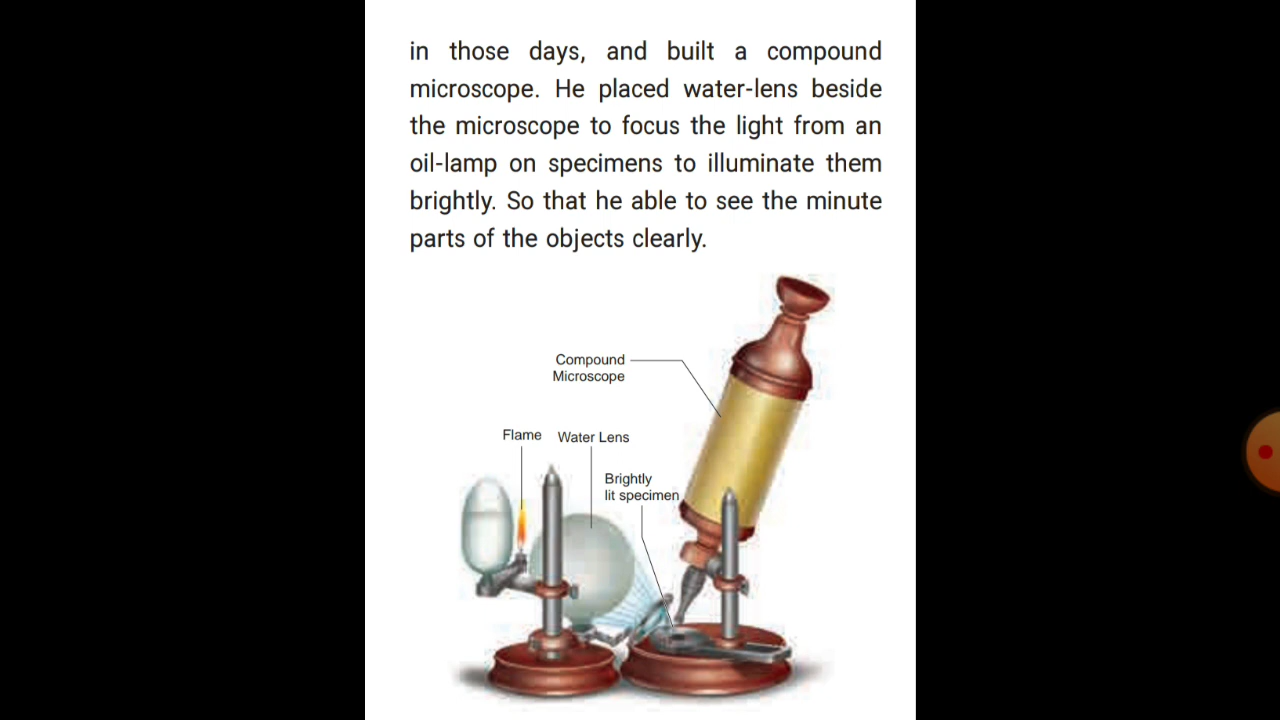 in those days, and built a compound
microscope. He placed water-lens beside
the microscope to focus the light from an
oil-lamp on specimens to illuminate them
brightly. So that he able to see the minute
parts of the objects clearly.
Compound
Microscope
Flame
Water Lens
Brightly
lit specimen